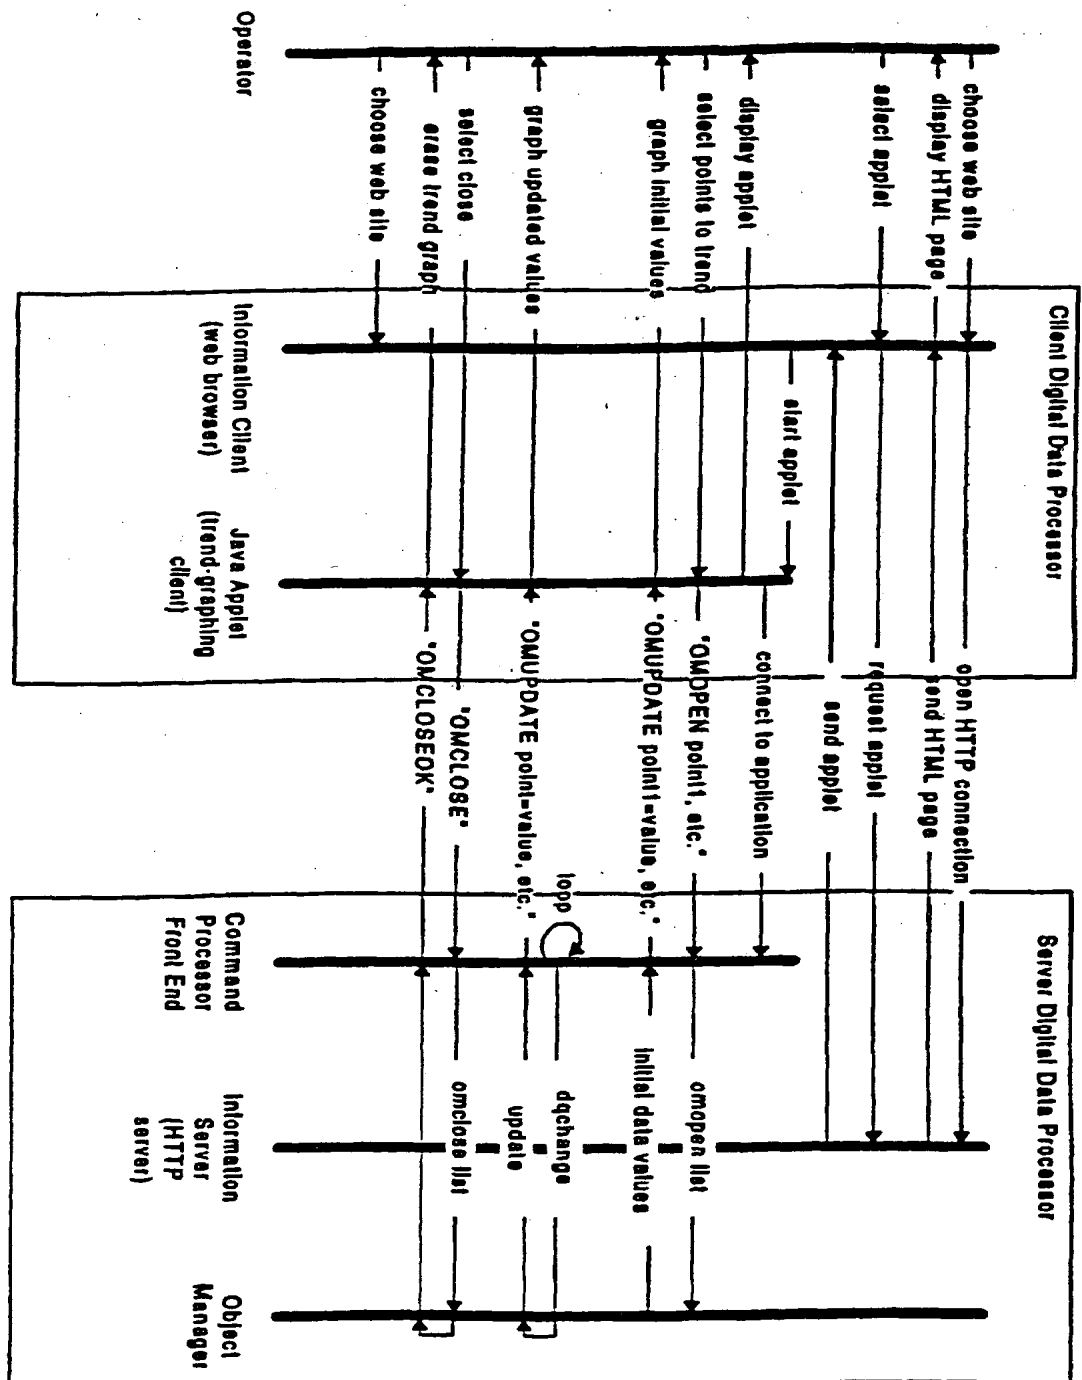 Client Digital Data Processor
Server Digital Data Processor
choose web site
open HTTP connection
display HTML page
send HTML page
select applet
request applet
send applet
start applet
connect to application
display applet
select points to trend
"OMOPEN point1, etc."
omopen list
graph initial values
"OMUPDATE point1=value, etc."
initial data values
loop
dqchange
graph updated values
"OMUPDATE point=value, etc."
update
select close
"OMCLOSE"
omclose list
erase trend graph
"OMCLOSEOK"
choose web site
Operator
Information Client
(web browser)
Java Applet
(trend-graphing
client)
Command
Processor
Front End
Information
Server
(HTTP
server)
Object
Manager